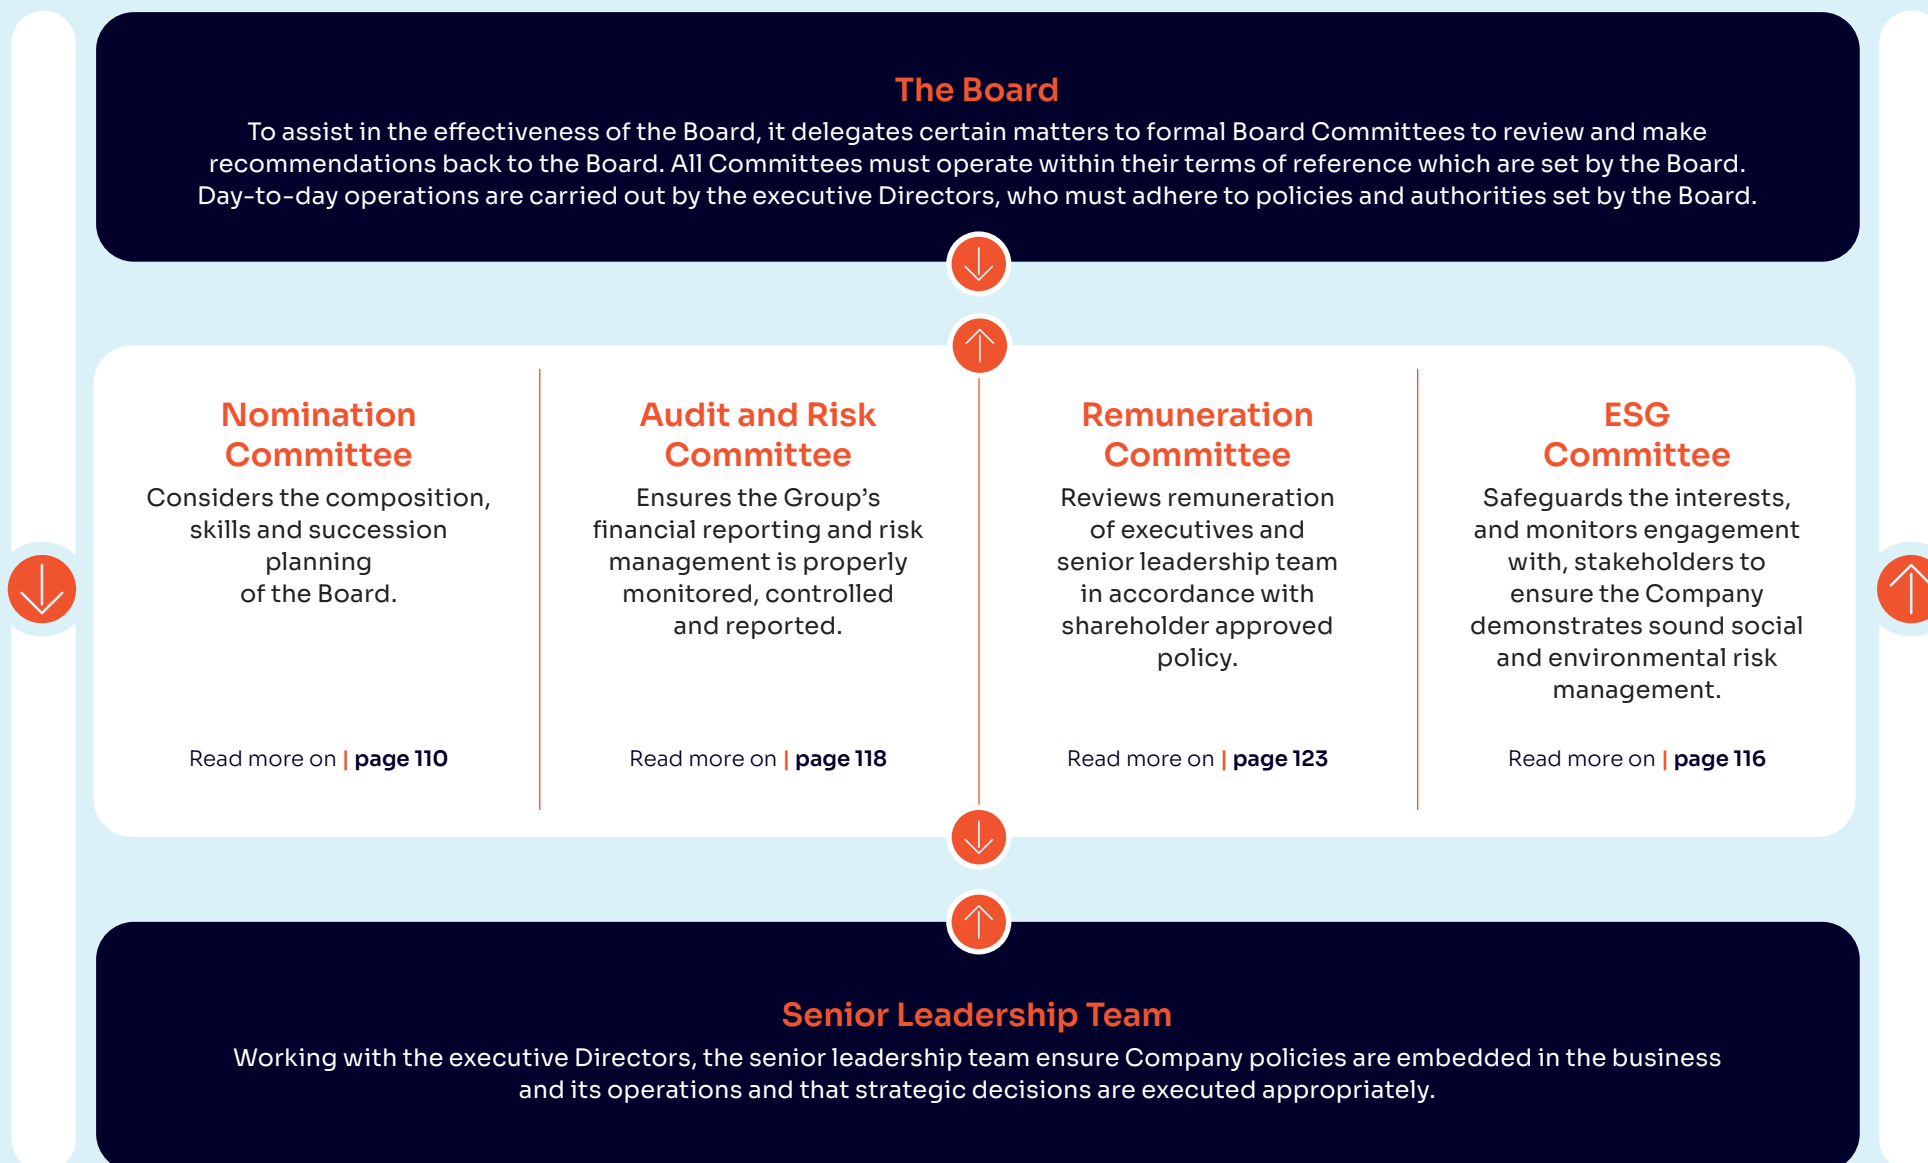 The Board
To assist in the effectiveness of the Board, it delegates certain matters to formal Board Committees to review and make
recommendations back to the Board. All Committees must operate within their terms of reference which are set by the Board.
Day-to-day operations are carried out by the executive Directors, who must adhere to policies and authorities set by the Board.
Nomination
Committee
Considers the composition,
skills and succession
planning
of the Board.
Read more on | page 110
Audit and Risk
Committee
Ensures the Group’s
financial reporting and risk
management is properly
monitored, controlled
and reported.
Read more on | page 118
Remuneration
Committee
Reviews remuneration
of executives and
senior leadership team
in accordance with
shareholder approved
policy.
Read more on | page 123
ESG
Committee
Safeguards the interests,
and monitors engagement
with, stakeholders to
ensure the Company
demonstrates sound social
and environmental risk
management.
Read more on | page 116
Senior Leadership Team
Working with the executive Directors, the senior leadership team ensure Company policies are embedded in the business
and its operations and that strategic decisions are executed appropriately.